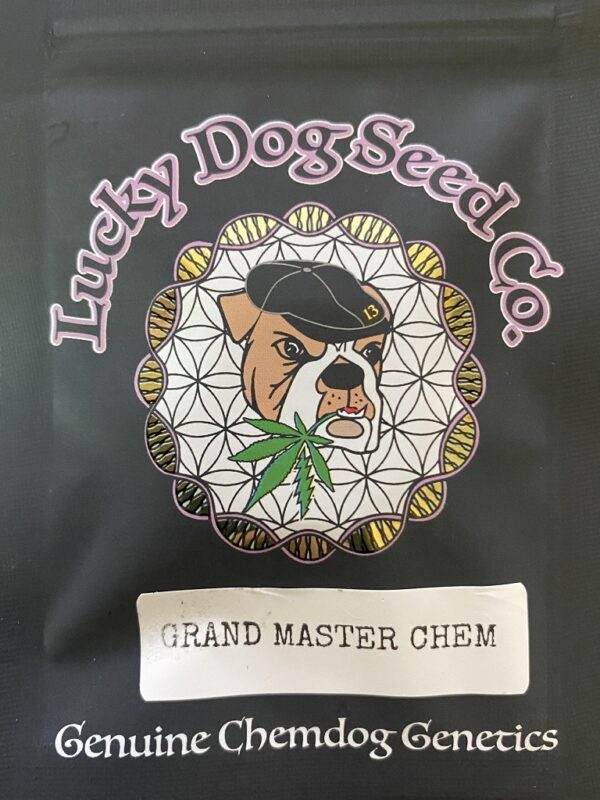 Lucky Dog Seed Co.
13
GRAND MASTER CHEM
Genuine Chemdog Genetics